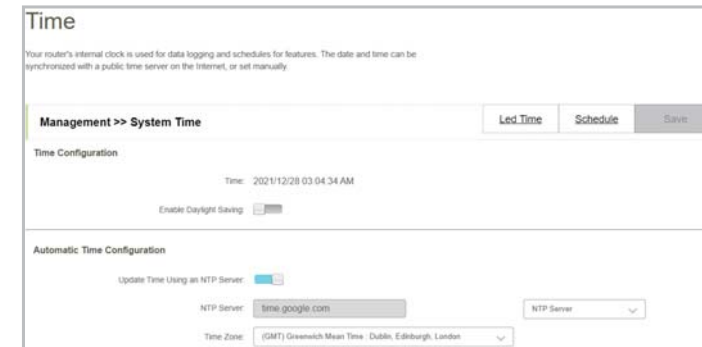 Time
Your router's internal clock is used for data logging and schedules for features. The date and time can be
synchronized with a public time server on the Internet, or set manually.
Management >> System Time
Led Time
Schedule
Save
Time Configuration
Time: 2021/12/28 03:04:34 AM
Enable Daylight Saving:
Automatic Time Configuration
Update Time Using an NTP Server:
NTP Server: time.google.com NTP Server
Time Zone: (GMT) Greenwich Mean Time : Dublin, Edinburgh, London